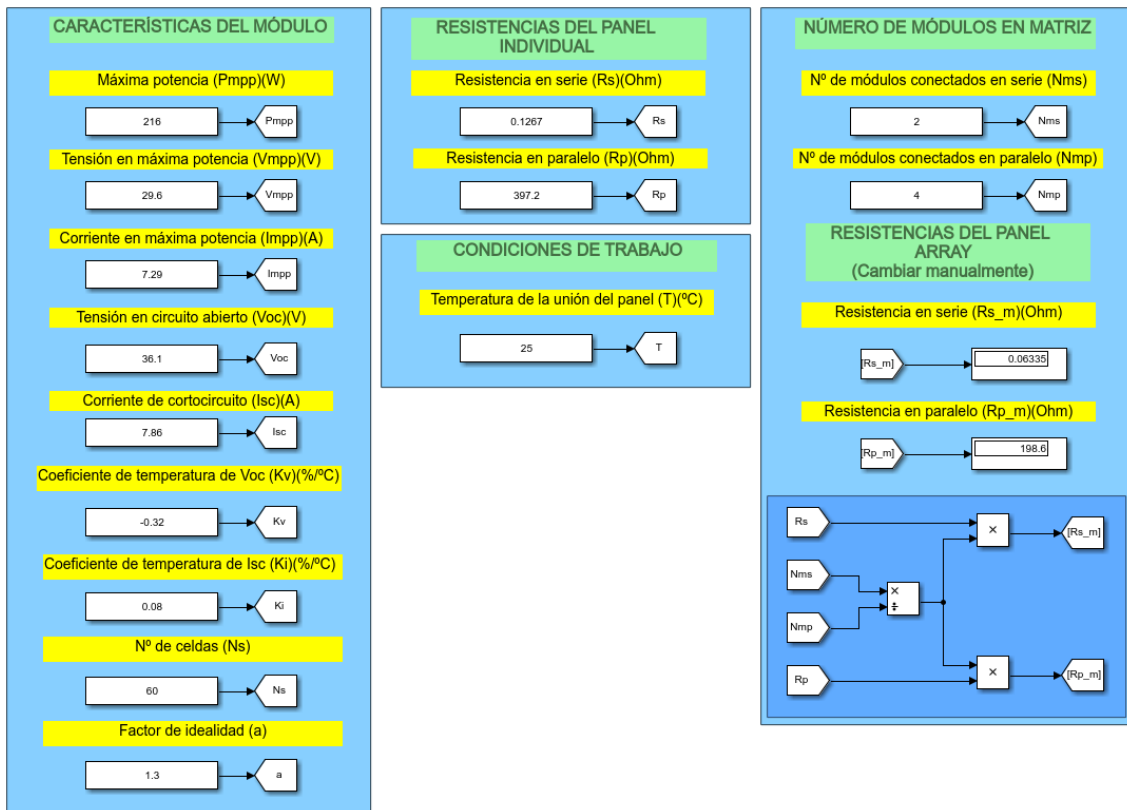 CARACTERÍSTICAS DEL MÓDULO
Máxima potencia (Pmpp)(W)
216
Pmpp
Tensión en máxima potencia (Vmpp)(V)
29.6
Vmpp
Corriente en máxima potencia (Impp)(A)
7.29
Impp
Tensión en circuito abierto (Voc)(V)
36.1
Voc
Corriente de cortocircuito (Isc)(A)
7.86
Isc
Coeficiente de temperatura de Voc (Kv)(%/ºC)
-0.32
Kv
Coeficiente de temperatura de Isc (Ki)(%/ºC)
0.08
Ki
Nº de celdas (Ns)
60
Ns
Factor de idealidad (a)
1.3
a
RESISTENCIAS DEL PANEL
INDIVIDUAL
Resistencia en serie (Rs)(Ohm)
0.1267
Rs
Resistencia en paralelo (Rp)(Ohm)
397.2
Rp
CONDICIONES DE TRABAJO
Temperatura de la unión del panel (T)(ºC)
25
T
NÚMERO DE MÓDULOS EN MATRIZ
Nº de módulos conectados en serie (Nms)
2
Nms
Nº de módulos conectados en paralelo (Nmp)
4
Nmp
RESISTENCIAS DEL PANEL
ARRAY
(Cambiar manualmente)
Resistencia en serie (Rs_m)(Ohm)
[Rs_m]
0.06335
Resistencia en paralelo (Rp_m)(Ohm)
[Rp_m]
198.6
Rs
×
[Rs_m]
Nms
×
÷
Nmp
Rp
×
[Rp_m]